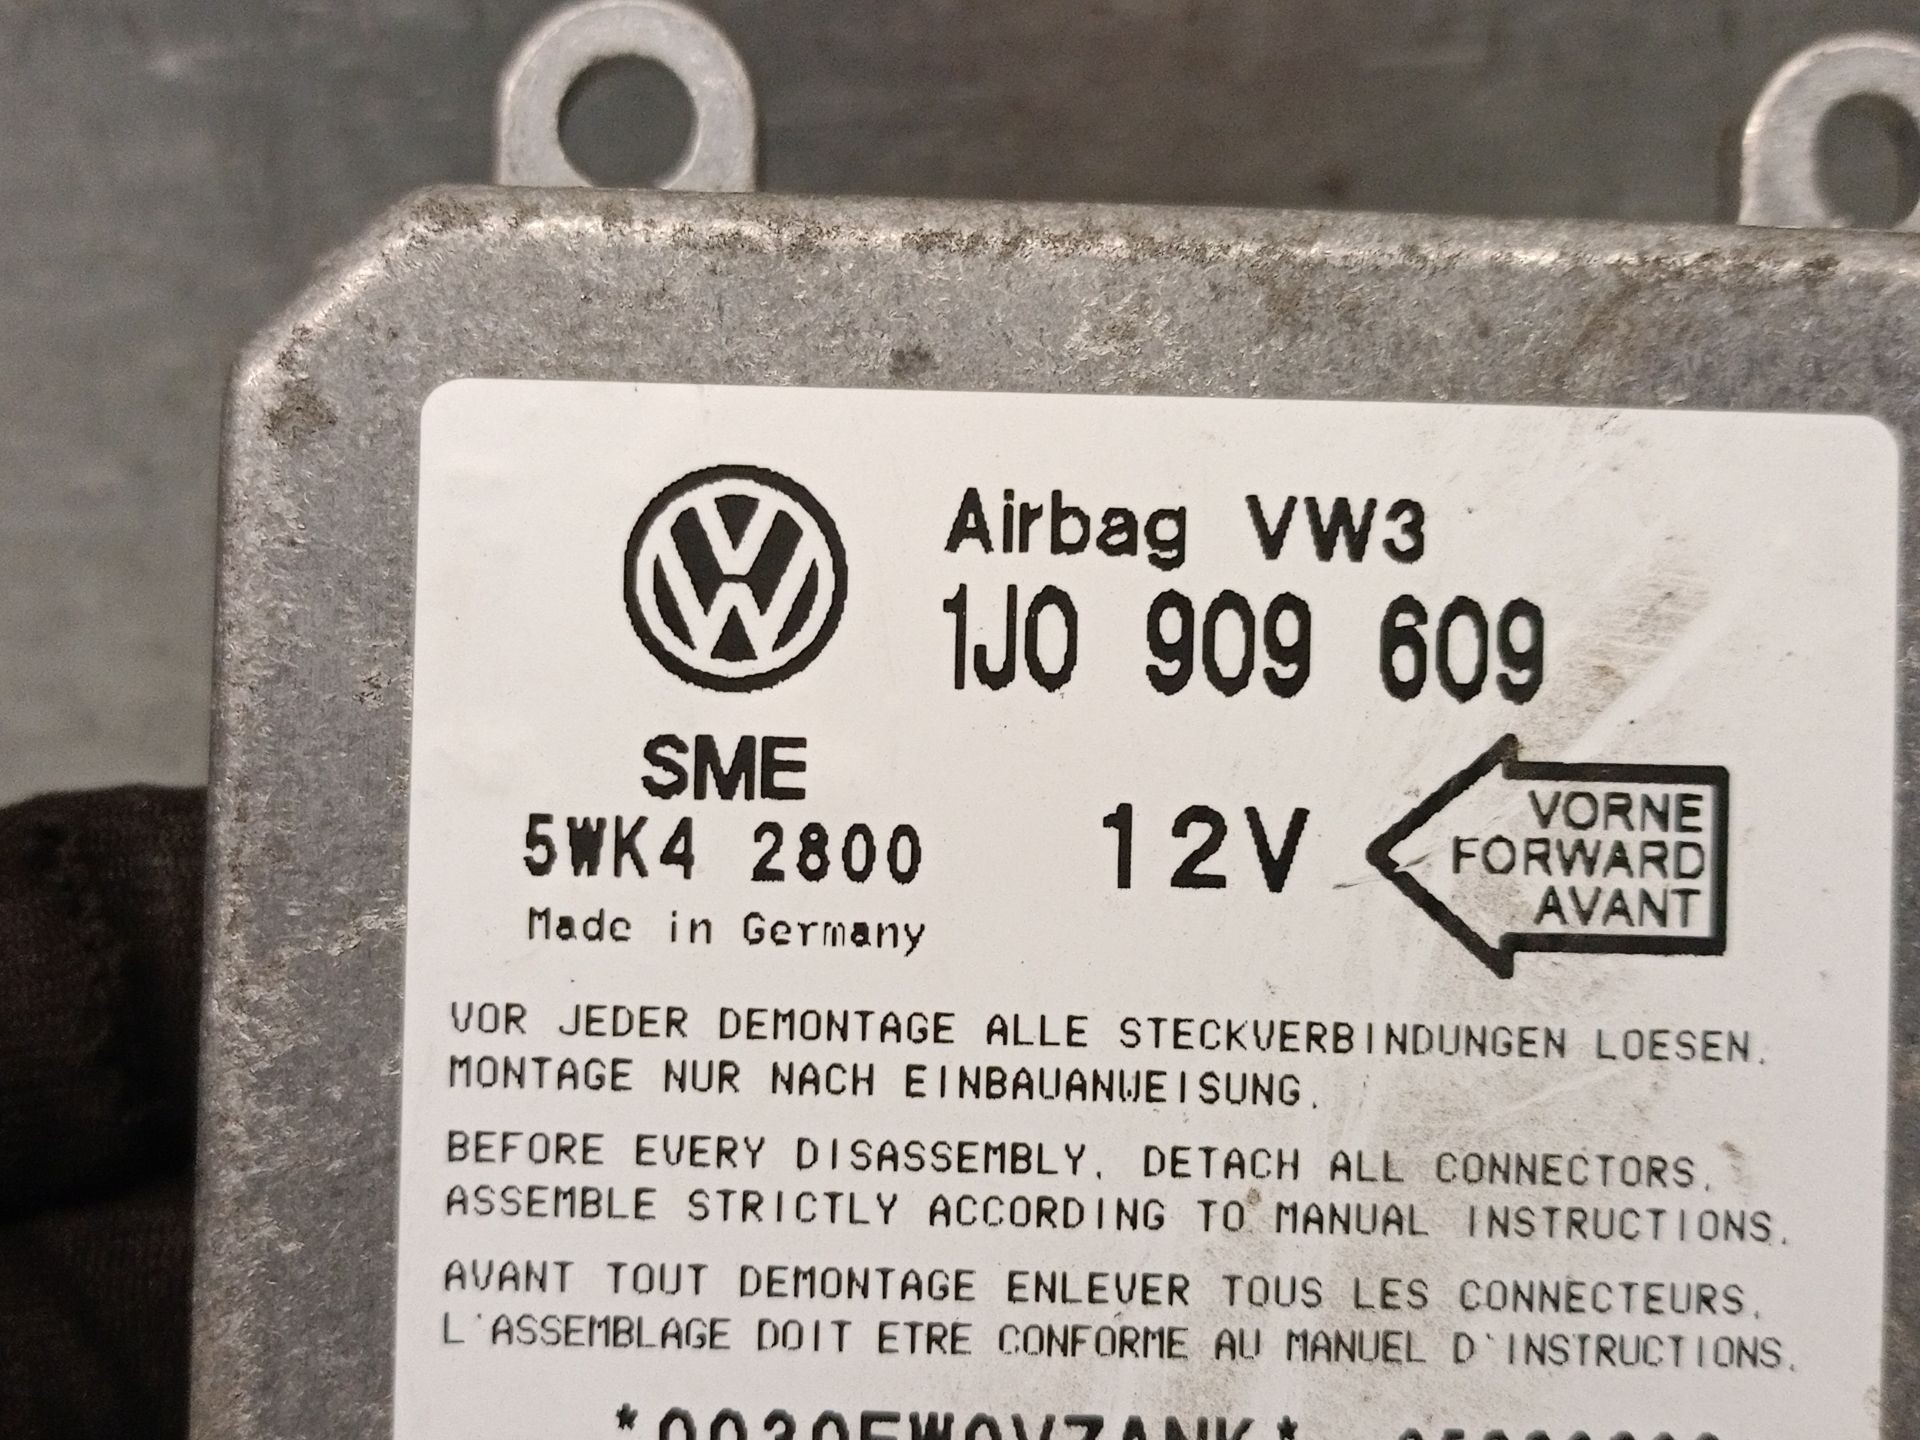 Airbag VW3
1J0 909 609
SME
5WK4 2800
Made in Germany
12V
VORNE
FORWARD
AVANT
VOR JEDER DEMONTAGE ALLE STECKVERBINDUNGEN LOESEN.
MONTAGE NUR NACH EINBAUANWEISUNG.
BEFORE EVERY DISASSEMBLY, DETACH ALL CONNECTORS.
ASSEMBLE STRICTLY ACCORDING TO MANUAL INSTRUCTIONS.
AVANT TOUT DEMONTAGE ENLEVER TOUS LES CONNECTEURS.
L'ASSEMBLAGE DOIT ETRE CONFORME AU MANUEL D'INSTRUCTIONS.